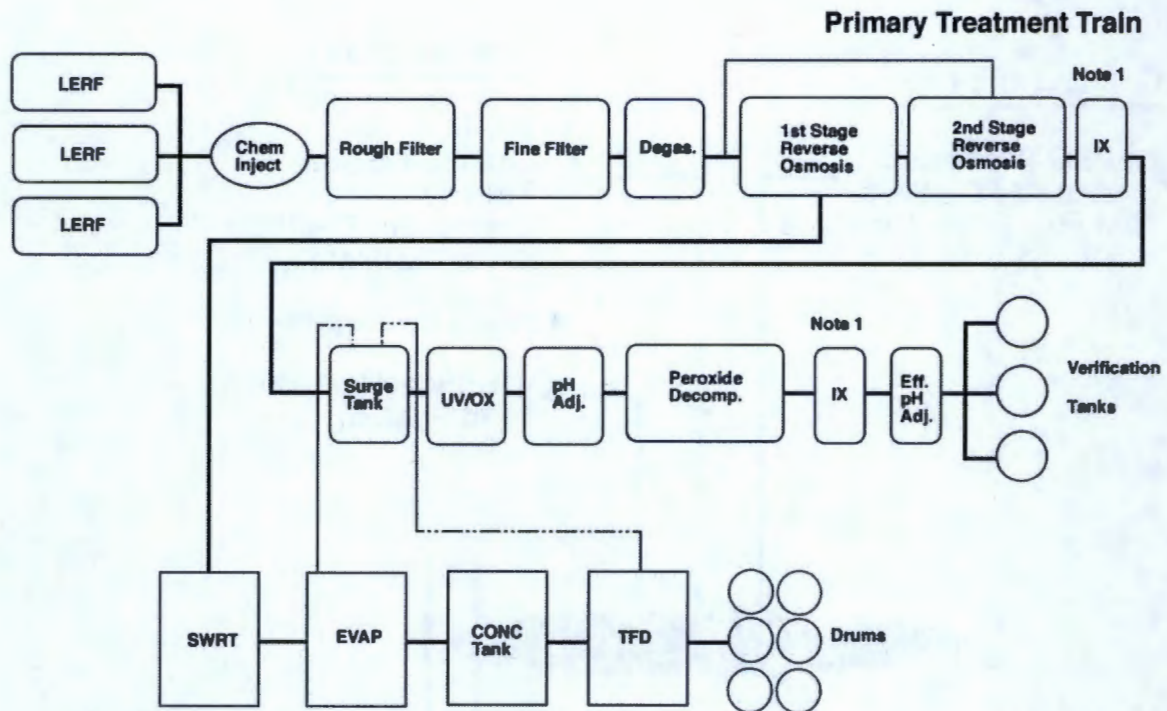 Primary Treatment Train
LERF
LERF
LERF
Chem
Inject
Rough Filter
Fine Filter
Degas.
1st Stage
Reverse
Osmosis
2nd Stage
Reverse
Osmosis
Note 1
IX
Surge
Tank
UV/OX
pH
Adj.
Peroxide
Decomp.
Note 1
IX
Eff.
pH
Adj.
Verification
Tanks
SWRT
EVAP
CONC
Tank
TFD
Drums